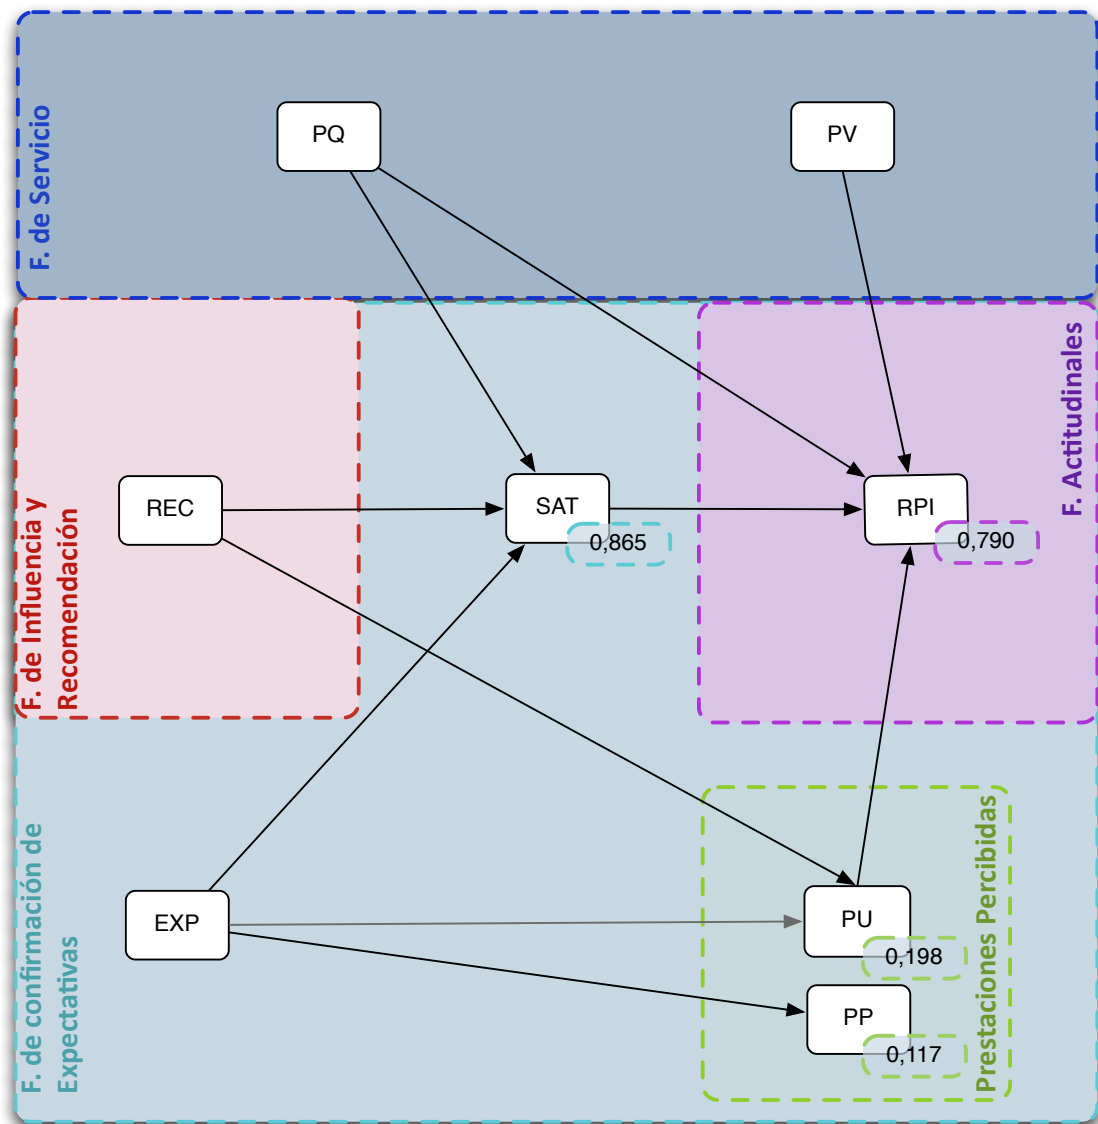 F. de Servicio
PQ
PV
F. de Influencia y
Recomendación
REC
SAT
0,865
RPI
0,790
F. Actitudinales
F. de confirmación de
Expectativas
EXP
PU
0,198
PP
0,117
Prestaciones Percibidas